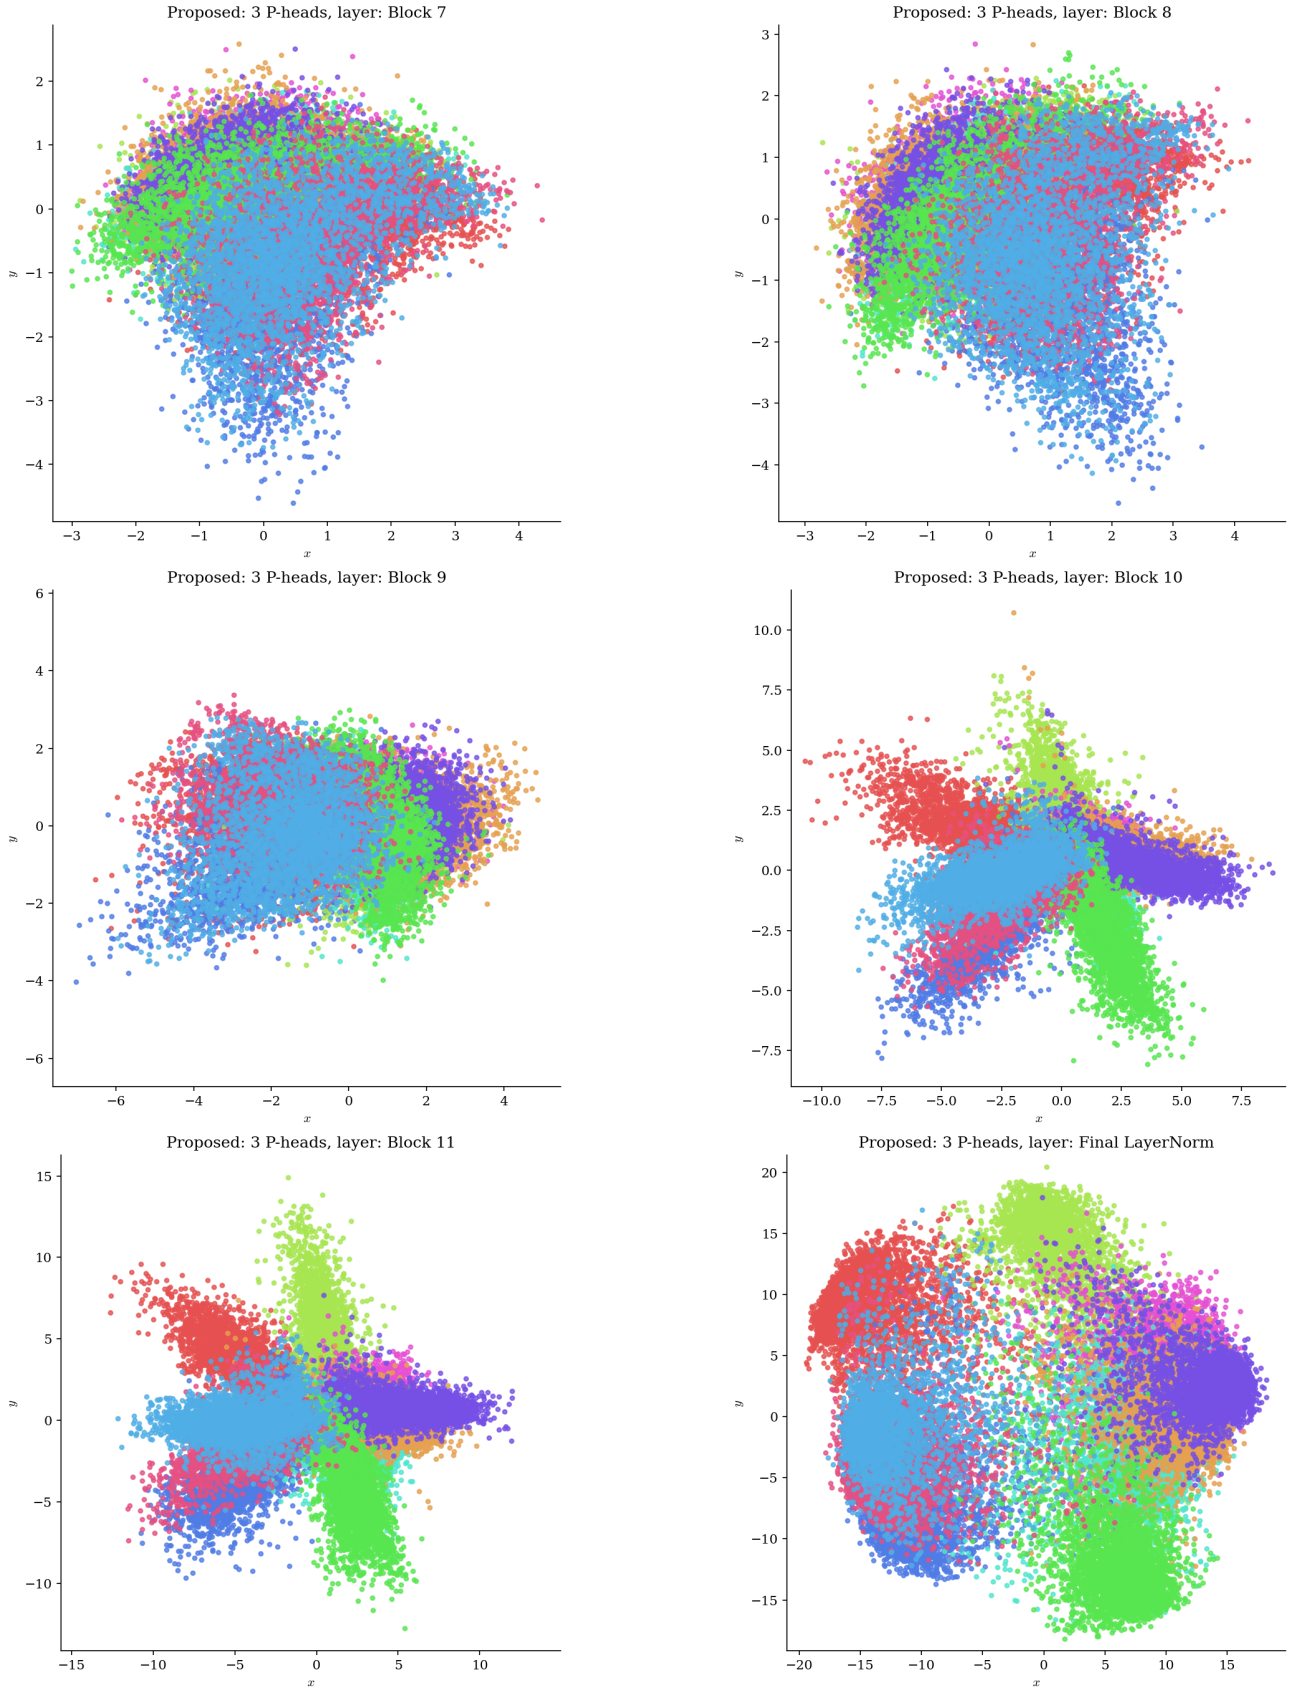 Proposed: 3 P-heads, layer: Block 7
2
1
0
−1
−2
−3
−4
y
−3 −2 −1 0 1 2 3 4
x
Proposed: 3 P-heads, layer: Block 8
3
2
1
0
−1
−2
−3
−4
y
−3 −2 −1 0 1 2 3 4
x
Proposed: 3 P-heads, layer: Block 9
6
4
2
0
−2
−4
−6
y
−6 −4 −2 0 2 4
x
Proposed: 3 P-heads, layer: Block 10
10.0
7.5
5.0
2.5
0.0
−2.5
−5.0
−7.5
y
−10.0 −7.5 −5.0 −2.5 0.0 2.5 5.0 7.5
x
Proposed: 3 P-heads, layer: Block 11
15
10
5
0
−5
−10
y
−15 −10 −5 0 5 10
x
Proposed: 3 P-heads, layer: Final LayerNorm
20
15
10
5
0
−5
−10
−15
y
−20 −15 −10 −5 0 5 10 15
x